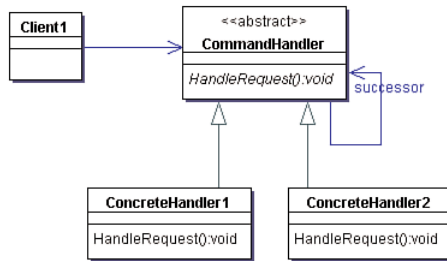 Client1
<<abstract>>
CommandHandler
HandleRequest():void
successor
ConcreteHandler1
HandleRequest():void
ConcreteHandler2
HandleRequest():void